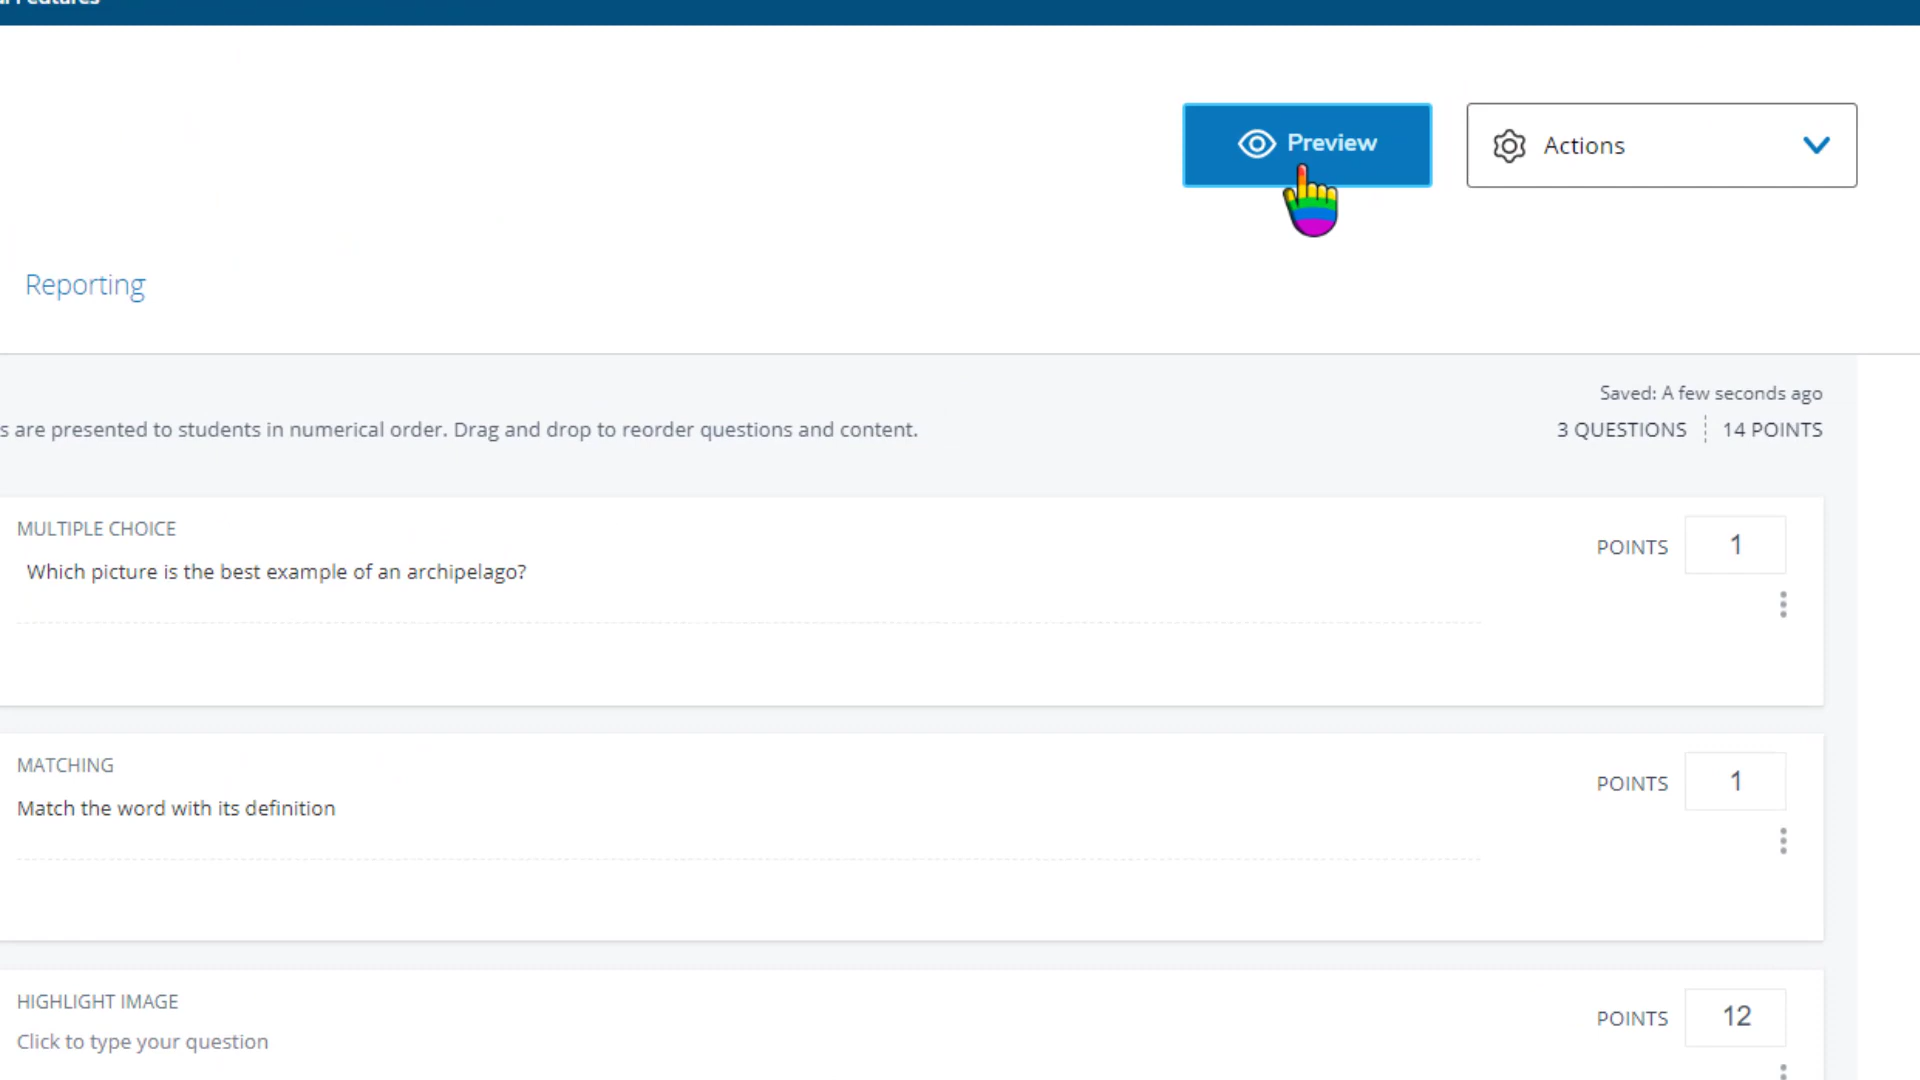 Preview
Actions
Reporting
Saved: A few seconds ago
s are presented to students in numerical order. Drag and drop to reorder questions and content.
3 QUESTIONS
14 POINTS
MULTIPLE CHOICE
POINTS
1
Which picture is the best example of an archipelago?
MATCHING
POINTS
1
Match the word with its definition
HIGHLIGHT IMAGE
POINTS
12
Click to type your question